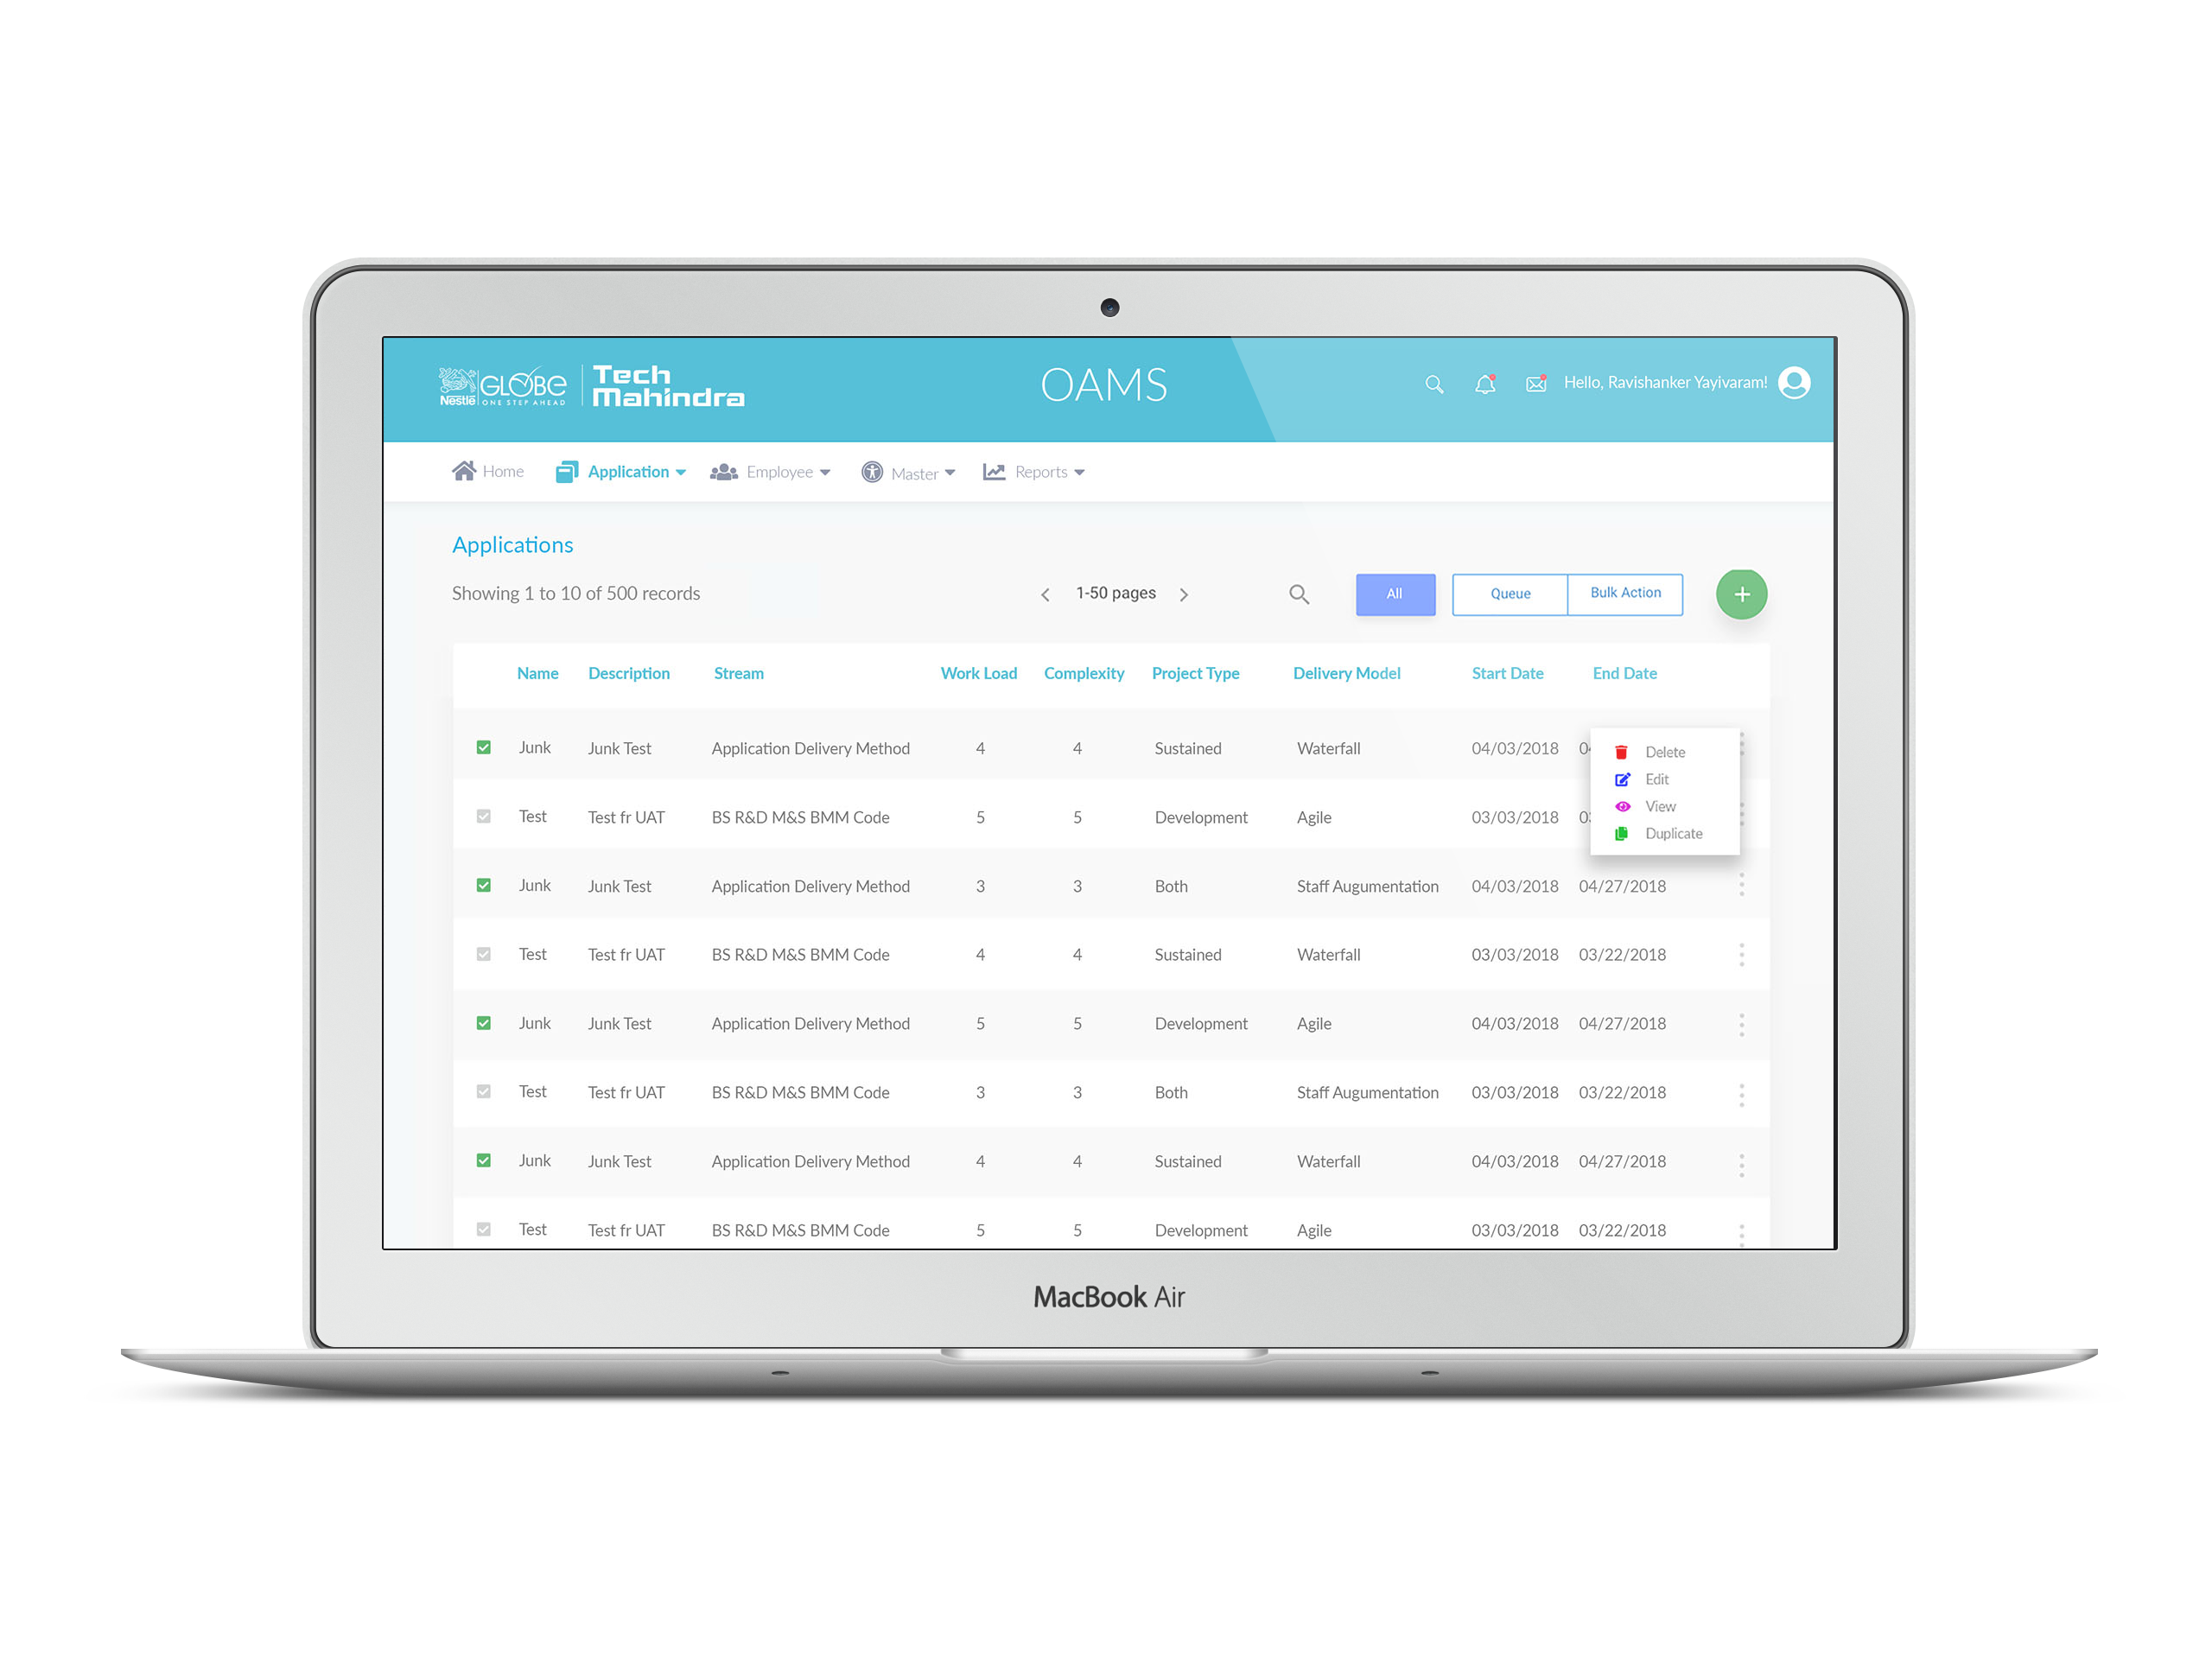 Nestlé GLOBE
ONE STEP AHEAD
Tech
Mahindra
OAMS
Hello, Ravishanker Yayivaram!
Home Application Employee Master Reports
Applications
Showing 1 to 10 of 500 records
1-50 pages
All Queue Bulk Action
+
Name Description Stream Work Load Complexity Project Type Delivery Model Start Date End Date
Junk Junk Test Application Delivery Method 4 4 Sustained Waterfall 04/03/2018
Delete
Edit
View
Duplicate
Test Test fr UAT BS R&D M&S BMM Code 5 5 Development Agile 03/03/2018
Junk Junk Test Application Delivery Method 3 3 Both Staff Augumentation 04/03/2018 04/27/2018
Test Test fr UAT BS R&D M&S BMM Code 4 4 Sustained Waterfall 03/03/2018 03/22/2018
Junk Junk Test Application Delivery Method 5 5 Development Agile 04/03/2018 04/27/2018
Test Test fr UAT BS R&D M&S BMM Code 3 3 Both Staff Augumentation 03/03/2018 03/22/2018
Junk Junk Test Application Delivery Method 4 4 Sustained Waterfall 04/03/2018 04/27/2018
Test Test fr UAT BS R&D M&S BMM Code 5 5 Development Agile 03/03/2018 03/22/2018
MacBook Air